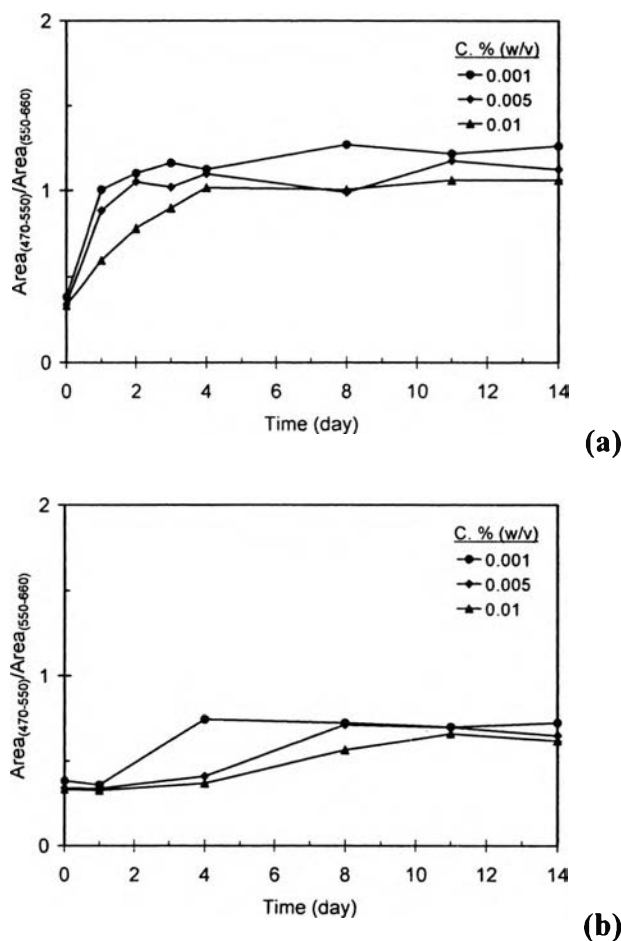 2
C. % (w/v)
0.001
0.005
0.01
Area(470-550)/Area(550-660)
1
0
0 2 4 6 8 10 12 14
Time (day)
(a)
2
C. % (w/v)
0.001
0.005
0.01
Area(470-550)/Area(550-660)
1
0
0 2 4 6 8 10 12 14
Time (day)
(b)